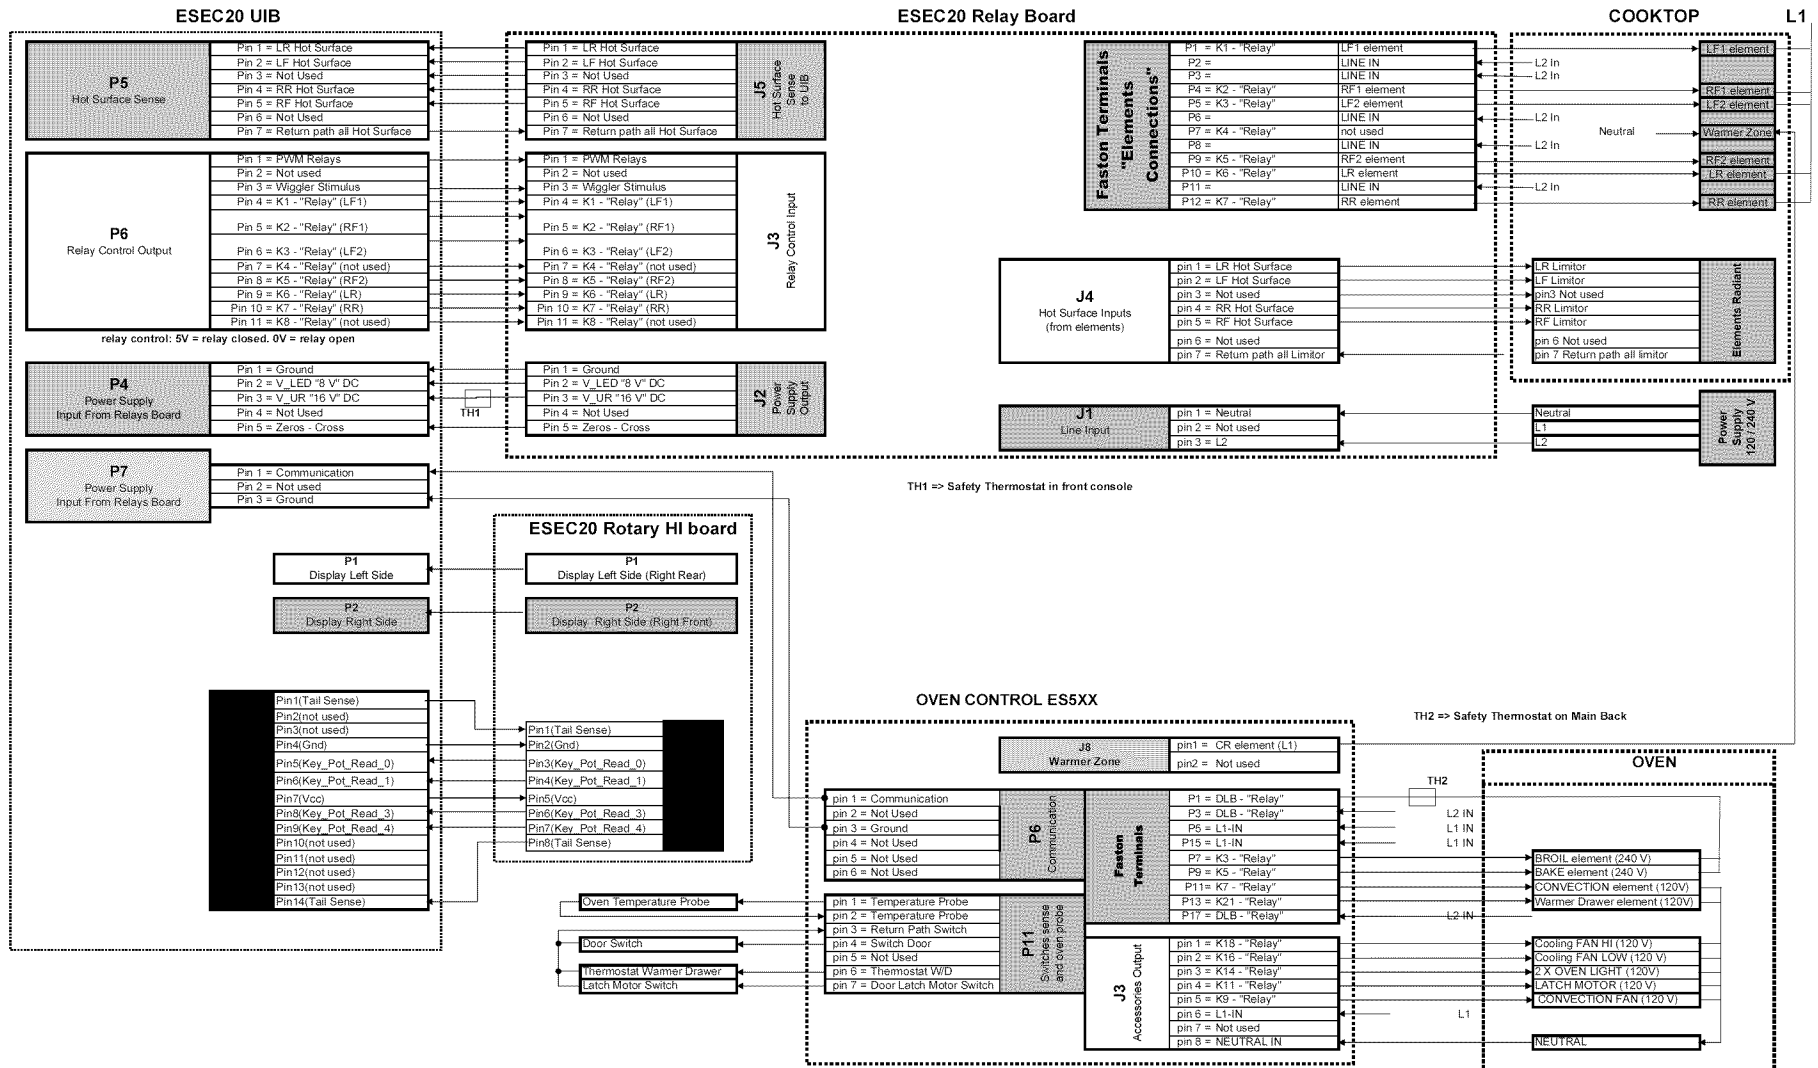 ESEC20 UIB
ESEC20 Relay Board
COOKTOP
L1
P5
Hot Surface Sense
Pin 1 = LR Hot Surface
Pin 2 = LF Hot Surface
Pin 3 = Not Used
Pin 4 = RR Hot Surface
Pin 5 = RF Hot Surface
Pin 6 = Not Used
Pin 7 = Return path all Hot Surface
Pin 1 = LR Hot Surface
Pin 2 = LF Hot Surface
Pin 3 = Not Used
Pin 4 = RR Hot Surface
Pin 5 = RF Hot Surface
Pin 6 = Not Used
Pin 7 = Return path all Hot Surface
J5
Hot Surface
Sense
to UIB
P6
Relay Control Output
Pin 1 = PWM Relays
Pin 2 = Not used
Pin 3 = Wiggler Stimulus
Pin 4 = K1 - "Relay" (LF1)
Pin 5 = K2 - "Relay" (RF1)
Pin 6 = K3 - "Relay" (LF2)
Pin 7 = K4 - "Relay" (not used)
Pin 8 = K5 - "Relay" (RF2)
Pin 9 = K6 - "Relay" (LR)
Pin 10 = K7 - "Relay" (RR)
Pin 11 = K8 - "Relay" (not used)
Pin 1 = PWM Relays
Pin 2 = Not used
Pin 3 = Wiggler Stimulus
Pin 4 = K1 - "Relay" (LF1)
Pin 5 = K2 - "Relay" (RF1)
Pin 6 = K3 - "Relay" (LF2)
Pin 7 = K4 - "Relay" (not used)
Pin 8 = K5 - "Relay" (RF2)
Pin 9 = K6 - "Relay" (LR)
Pin 10 = K7 - "Relay" (RR)
Pin 11 = K8 - "Relay" (not used)
J3
Relay Control Input
relay control: 5V = relay closed. 0V = relay open
P4
Power Supply
Input From Relays Board
Pin 1 = Ground
Pin 2 = V_LED "8 V" DC
Pin 3 = V_UR "16 V" DC
Pin 4 = Not Used
Pin 5 = Zeros - Cross
TH1
Pin 1 = Ground
Pin 2 = V_LED "8 V" DC
Pin 3 = V_UR "16 V" DC
Pin 4 = Not Used
Pin 5 = Zeros - Cross
J2
Power
Supply
Output
P7
Power Supply
Input From Relays Board
Pin 1 = Communication
Pin 2 = Not used
Pin 3 = Ground
Faston Terminals
"Elements
Connections"
P1 = K1 - "Relay" LF1 element
P2 = LINE IN
P3 = LINE IN
P4 = K2 - "Relay" RF1 element
P5 = K3 - "Relay" LF2 element
P6 = LINE IN
P7 = K4 - "Relay" not used
P8 = LINE IN
P9 = K5 - "Relay" RF2 element
P10 = K6 - "Relay" LR element
P11 = LINE IN
P12 = K7 - "Relay" RR element
L2 In
L2 In
L2 In
Neutral
L2 In
L2 In
LF1 element
RF1 element
LF2 element
Warmer Zone
RF2 element
LR element
RR element
J4
Hot Surface Inputs
(from elements)
pin 1 = LR Hot Surface
pin 2 = LF Hot Surface
pin 3 = Not used
pin 4 = RR Hot Surface
pin 5 = RF Hot Surface
pin 6 = Not used
pin 7 = Return path all Limitor
LR Limitor
LF Limitor
pin3 Not used
RR Limitor
RF Limitor
pin 6 Not used
pin 7 Return path all limitor
Elements Radiant
J1
Line Input
pin 1 = Neutral
pin 2 = Not used
pin 3 = L2
Neutral
L1
L2
Power
Supply
120 / 240 V
TH1 => Safety Thermostat in front console
ESEC20 Rotary HI board
P1
Display Left Side
P1
Display Left Side (Right Rear)
P2
Display Right Side
P2
Display Right Side (Right Front)
Pin1(Tail Sense)
Pin2(not used)
Pin3(not used)
Pin4(Gnd)
Pin5(Key_Pot_Read_0)
Pin6(Key_Pot_Read_1)
Pin7(Vcc)
Pin8(Key_Pot_Read_3)
Pin9(Key_Pot_Read_4)
Pin10(not used)
Pin11(not used)
Pin12(not used)
Pin13(not used)
Pin14(Tail Sense)
Pin1(Tail Sense)
Pin2(Gnd)
Pin3(Key_Pot_Read_0)
Pin4(Key_Pot_Read_1)
Pin5(Vcc)
Pin6(Key_Pot_Read_3)
Pin7(Key_Pot_Read_4)
Pin8(Tail Sense)
OVEN CONTROL ES5XX
TH2 => Safety Thermostat on Main Back
J8
Warmer Zone
pin1 = CR element (L1)
pin2 = Not used
OVEN
TH2
pin 1 = Communication
pin 2 = Not Used
pin 3 = Ground
pin 4 = Not Used
pin 5 = Not Used
pin 6 = Not Used
P6
Communication
Faston
Terminals
P1 = DLB - "Relay"
P3 = DLB - "Relay"
P5 = L1-IN
P15 = L1-IN
P7 = K3 - "Relay"
P9 = K5 - "Relay"
P11= K7 - "Relay"
P13 = K21 - "Relay"
P17 = DLB - "Relay"
L2 IN
L1 IN
L1 IN
L2 IN
BROIL element (240 V)
BAKE element (240 V)
CONVECTION element (120V)
Warmer Drawer element (120V)
Oven Temperature Probe
Door Switch
Thermostat Warmer Drawer
Latch Motor Switch
pin 1 = Temperature Probe
pin 2 = Temperature Probe
pin 3 = Return Path Switch
pin 4 = Switch Door
pin 5 = Not Used
pin 6 = Thermostat W/D
pin 7 = Door Latch Motor Switch
P11
Switches sense
and oven probe
J3
Accessories Output
pin 1 = K18 - "Relay"
pin 2 = K16 - "Relay"
pin 3 = K14 - "Relay"
pin 4 = K11 - "Relay"
pin 5 = K9 - "Relay"
pin 6 = L1-IN
pin 7 = Not used
pin 8 = NEUTRAL IN
L1
Cooling FAN HI (120 V)
Cooling FAN LOW (120 V)
2 X OVEN LIGHT (120V)
LATCH MOTOR (120 V)
CONVECTION FAN (120 V)
NEUTRAL